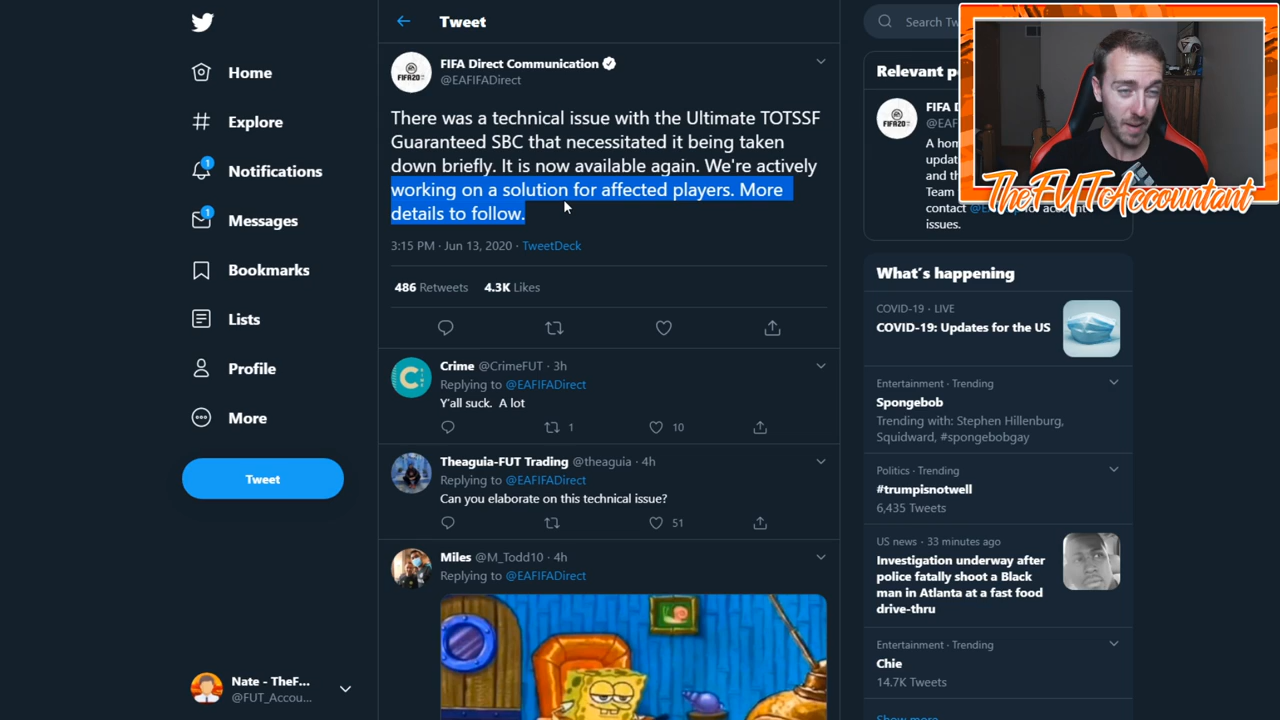 Home
Explore
1
Notifications
1
Messages
Bookmarks
Lists
Profile
More
Tweet
Nate - TheF...
@FUT_Accou...
Tweet
EA
FIFA20
FIFA Direct Communication
@EAFIFADirect
There was a technical issue with the Ultimate TOTSSF
Guaranteed SBC that necessitated it being taken
down briefly. It is now available again. We're actively
working on a solution for affected players. More
details to follow.
3:15 PM · Jun 13, 2020 · TweetDeck
486 Retweets 4.3K Likes
Crime @CrimeFUT · 3h
Replying to @EAFIFADirect
Y'all suck. A lot
1 10
Theaguia-FUT Trading @theaguia · 4h
Replying to @EAFIFADirect
Can you elaborate on this technical issue?
51
Miles @M_Todd10 · 4h
Replying to @EAFIFADirect
Search Tw
Relevant p
EA
FIFA20
FIFA D
@EAF
A hom
updat
and th
Team
contact
issues.
TheFUTAccountant
What's happening
COVID-19 · LIVE
COVID-19: Updates for the US
Entertainment · Trending
Spongebob
Trending with: Stephen Hillenburg,
Squidward, #spongebobgay
Politics · Trending
#trumpisnotwell
6,435 Tweets
US news · 33 minutes ago
Investigation underway after
police fatally shoot a Black
man in Atlanta at a fast food
drive-thru
Entertainment · Trending
Chie
14.7K Tweets
Show more